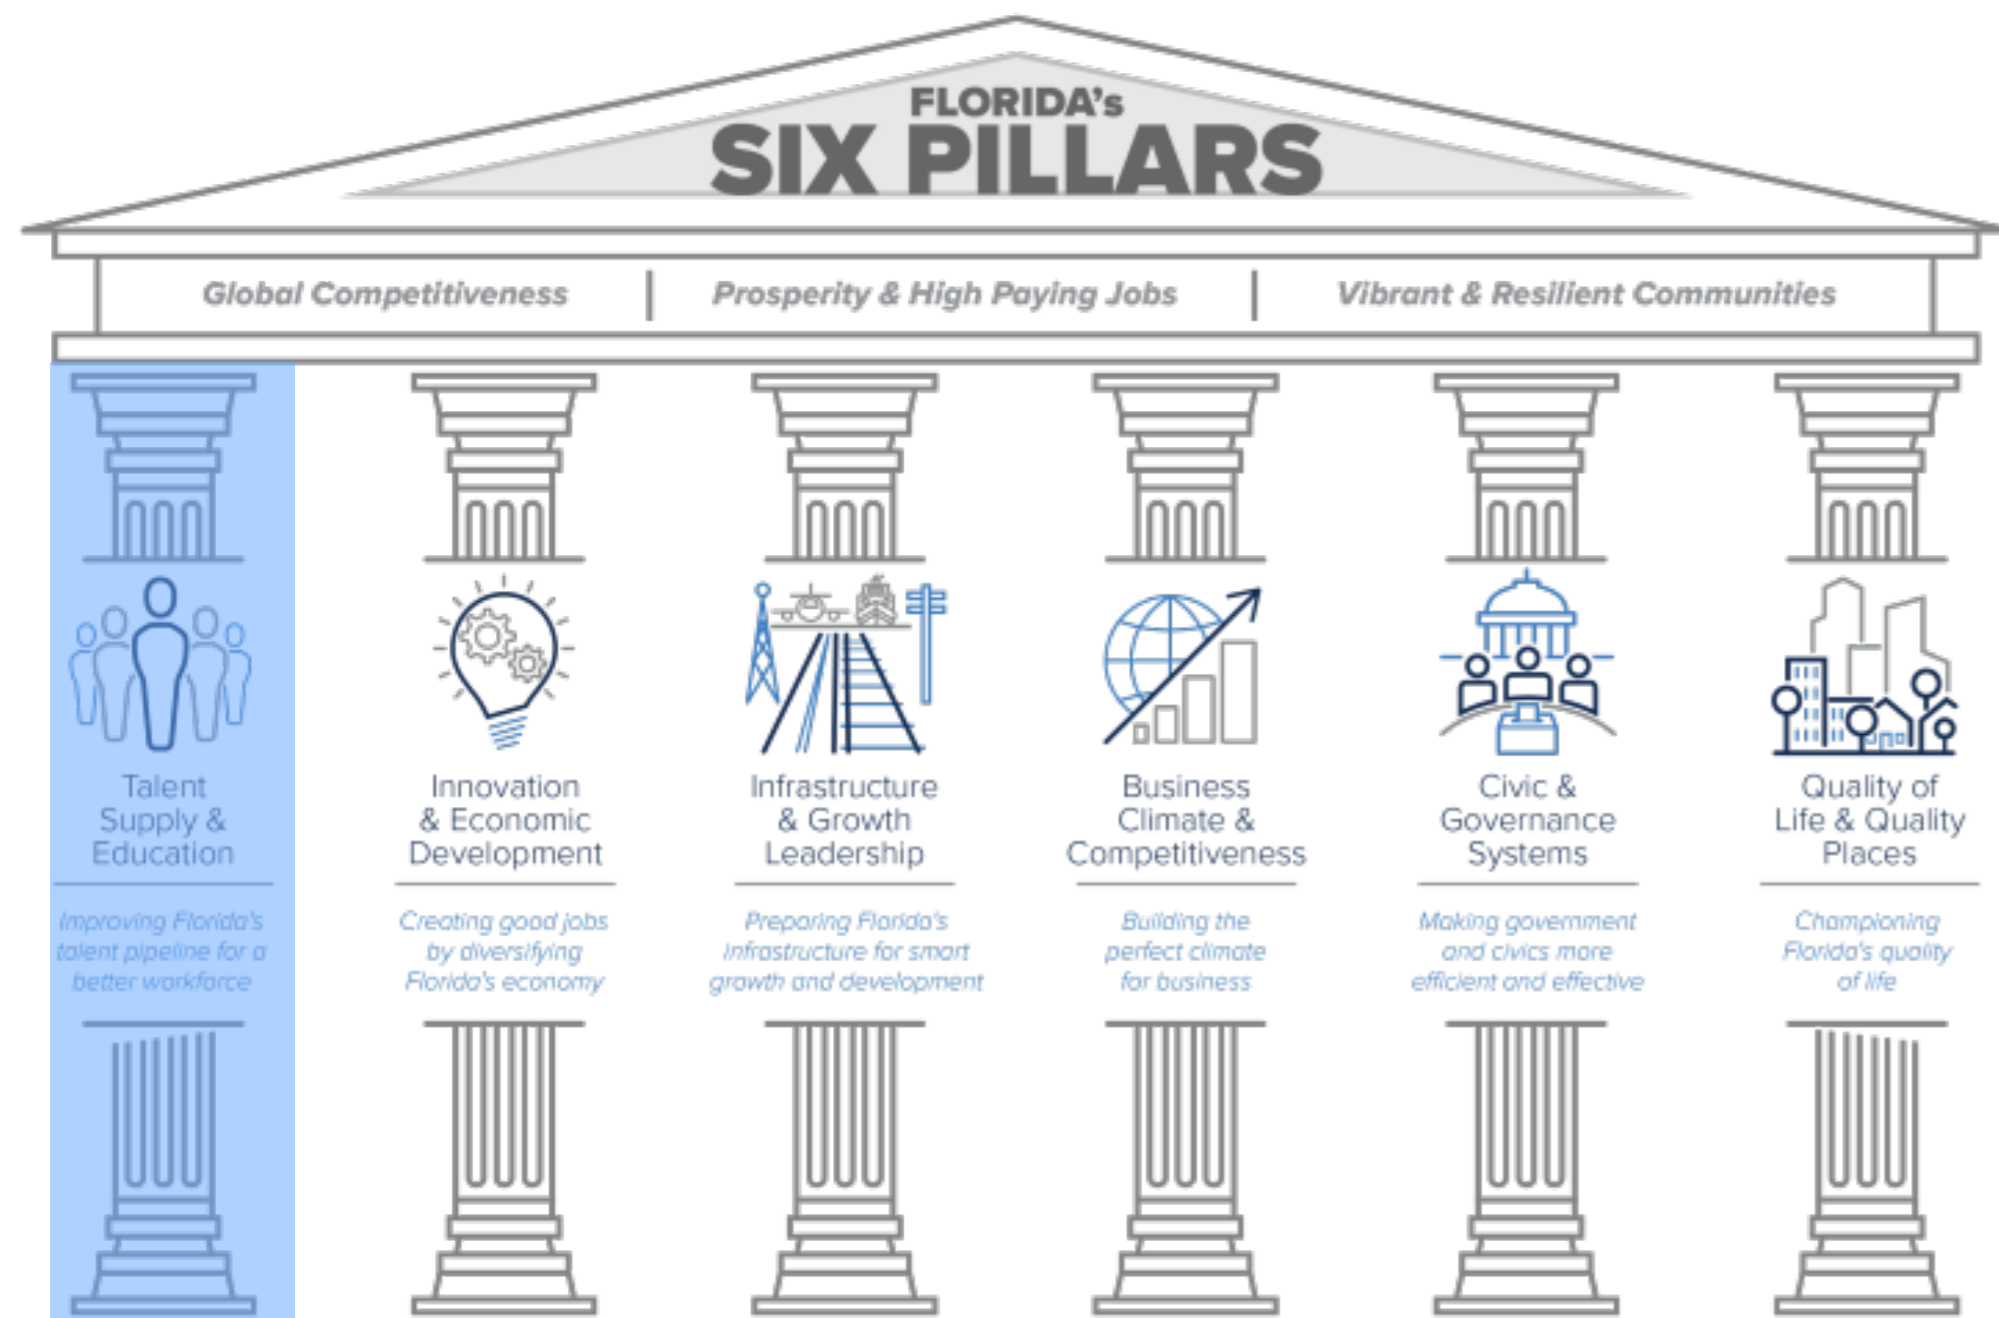 FLORIDA's
SIX PILLARS
Global Competitiveness
Prosperity & High Paying Jobs
Vibrant & Resilient Communities
Talent
Supply &
Education
Improving Florida's
talent pipeline for a
better workforce
Innovation
& Economic
Development
Creating good jobs
by diversifying
Florida's economy
Infrastructure
& Growth
Leadership
Preparing Florida's
infrastructure for smart
growth and development
Business
Climate &
Competitiveness
Building the
perfect climate
for business
Civic &
Governance
Systems
Making government
and civics more
efficient and effective
Quality of
Life & Quality
Places
Championing
Florida's quality
of life